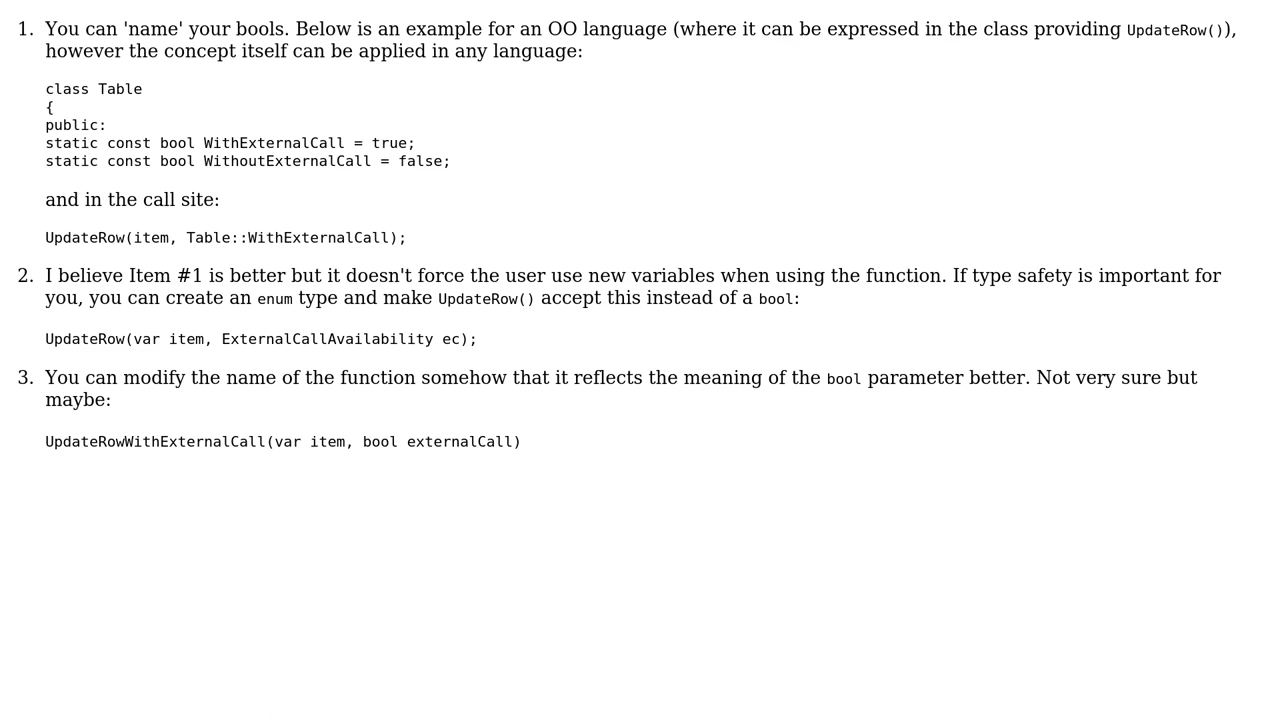 1. You can 'name' your bools. Below is an example for an OO language (where it can be expressed in the class providing UpdateRow()),
however the concept itself can be applied in any language:
class Table
{
public:
static const bool WithExternalCall = true;
static const bool WithoutExternalCall = false;
and in the call site:
UpdateRow(item, Table::WithExternalCall);
2. I believe Item #1 is better but it doesn't force the user use new variables when using the function. If type safety is important for
you, you can create an enum type and make UpdateRow() accept this instead of a bool:
UpdateRow(var item, ExternalCallAvailability ec);
3. You can modify the name of the function somehow that it reflects the meaning of the bool parameter better. Not very sure but
maybe:
UpdateRowWithExternalCall(var item, bool externalCall)